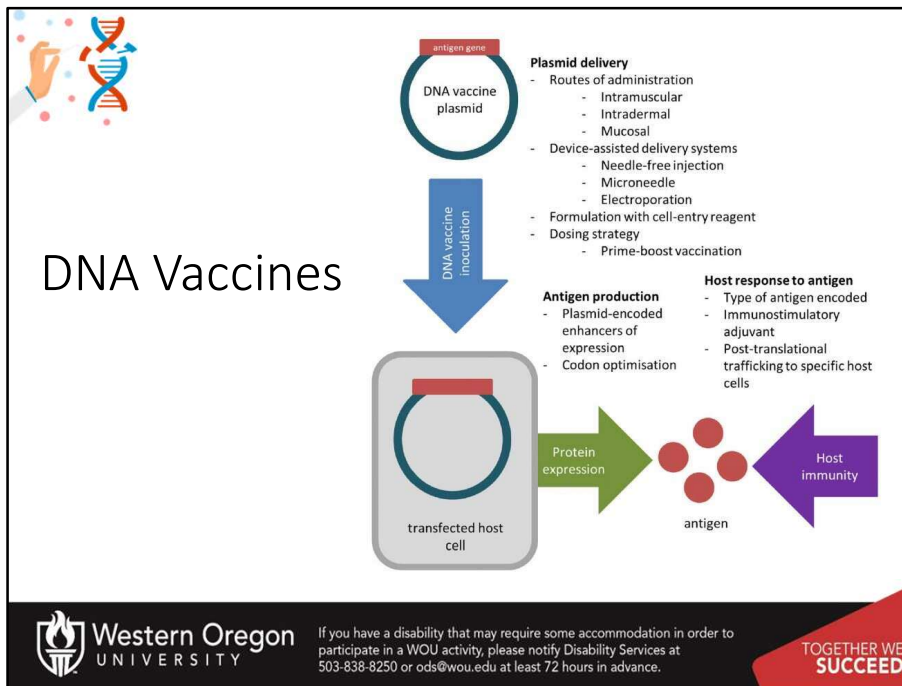 DNA Vaccines
antigen gene
DNA vaccine
plasmid
Plasmid delivery
- Routes of administration
- Intramuscular
- Intradermal
- Mucosal
- Device-assisted delivery systems
- Needle-free injection
- Microneedle
- Electroporation
- Formulation with cell-entry reagent
- Dosing strategy
- Prime-boost vaccination
DNA vaccine
inoculation
Antigen production
- Plasmid-encoded
enhancers of
expression
- Codon optimisation
Host response to antigen
- Type of antigen encoded
- Immunostimulatory
adjuvant
- Post-translational
trafficking to specific host
cells
transfected host
cell
Protein
expression
antigen
Host
immunity
Western Oregon
UNIVERSITY
If you have a disability that may require some accommodation in order to
participate in a WOU activity, please notify Disability Services at
503-838-8250 or ods@wou.edu at least 72 hours in advance.
TOGETHER WE
SUCCEED